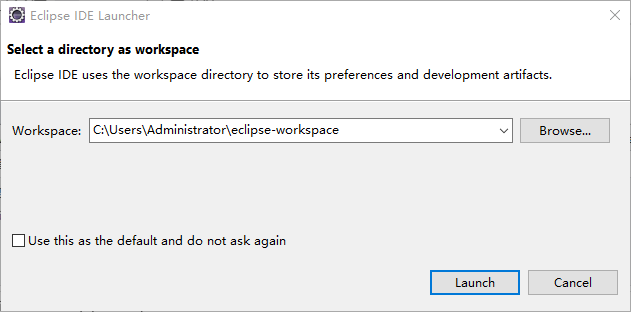 Eclipse IDE Launcher
Select a directory as workspace
Eclipse IDE uses the workspace directory to store its preferences and development artifacts.
Workspace: C:\Users\Administrator\eclipse-workspace Browse...
Use this as the default and do not ask again
Launch Cancel